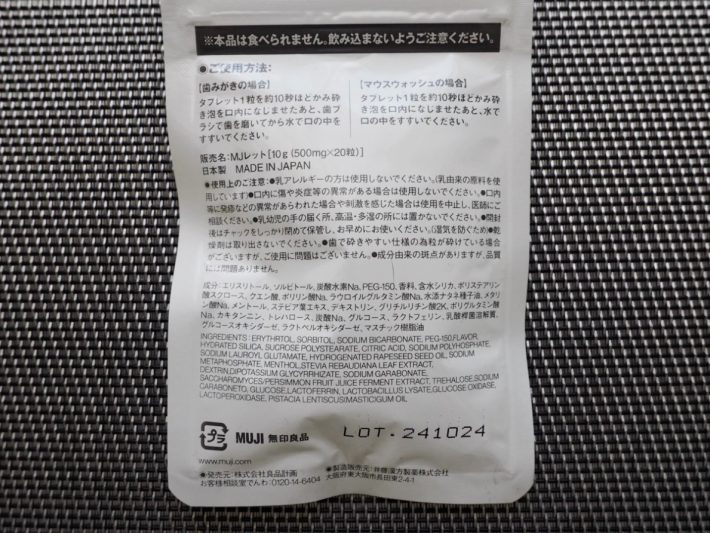 ※本品は食べられません。飲み込まないようご注意ください。
●ご使用方法:
【歯みがきの場合】
タブレット1粒を約10秒ほどかみ砕
き泡を口内になじませたあと、歯ブ
ラシで歯を磨いてから水で口の中を
すすいでください。
【マウスウォッシュの場合】
タブレット1粒を約10秒ほどかみ砕
き泡を口内になじませたあと、水で
口の中をすすいでください。
販売名:MJレット[10g(500mg×20粒)]
日本製 MADE IN JAPAN
●使用上のご注意:●乳アレルギーの方は使用しないでください。(乳由来の原料を使
用しています)●口内に傷や炎症等の異常がある場合は使用しないでください。●口内
等に発疹などの異常があらわれた場合や刺激を感じた場合は使用を中止し、医師にご
相談ください。●乳幼児の手の届く所、高温・多湿の所には置かないでください。●開封
後はチャックをしっかり閉めて保管し、お早めにお使いください。(湿気を防ぐため)●乾
燥剤は取り出さないでください。●歯で砕きやすい仕様の為粒が砕けている場合
がございますが、ご使用に問題はございません。●成分由来の斑点がありますが、品質
には問題ありません。
成分:エリスリトール、ソルビトール、炭酸水素Na、PEG-150、香料、含水シリカ、ポリステアリン
酸スクロース、クエン酸、ポリリン酸Na、ラウロイルグルタミン酸Na、水添ナタネ種子油、メタリン
酸Na、メントール、ステビア葉エキス、デキストリン、グリチルリチン酸2K、ポリグルタミン酸
Na、カキタンニン、トレハロース、炭酸Na、グルコース、ラクトフェリン、乳酸桿菌溶解質、
グルコースオキシダーゼ、ラクトペルオキシダーゼ、マスチック樹脂油
INGREDIENTS : ERYTHRITOL, SORBITOL, SODIUM BICARBONATE, PEG-150,FLAVOR,
HYDRATED SILICA, SUCROSE POLYSTEARATE, CITRIC ACID, SODIUM POLYPHOSPHATE,
SODIUM LAUROYL GLUTAMATE, HYDROGENATED RAPESEED SEED OIL, SODIUM
METAPHOSPHATE, MENTHOL,STEVIA REBAUDIANA LEAF EXTRACT,
DEXTRIN,DIPOTASSIUM GLYCYRRHIZATE, SODIUM GARABONATE,
SACCHAROMYCES/PERSIMMON FRUIT JUICE FERMENT EXTRACT, TREHALOSE,SODIUM
CARABONETO, GLUCOSE,LACTOFERRIN, LACTOBACILLUS LYSATE,GLUCOSE OXIDASE,
LACTOPEROXIDASE, PISTACIA LENTISCUS(MASTIC)GUM OIL
プラ MUJI 無印良品
LOT.241024
www.muji.com
●発売元:株式会社良品計画
お客様相談室でんわ:0120-14-6404
●製造販売元:井藤漢方製薬株式会社
大阪府東大阪市長田東2-4-1